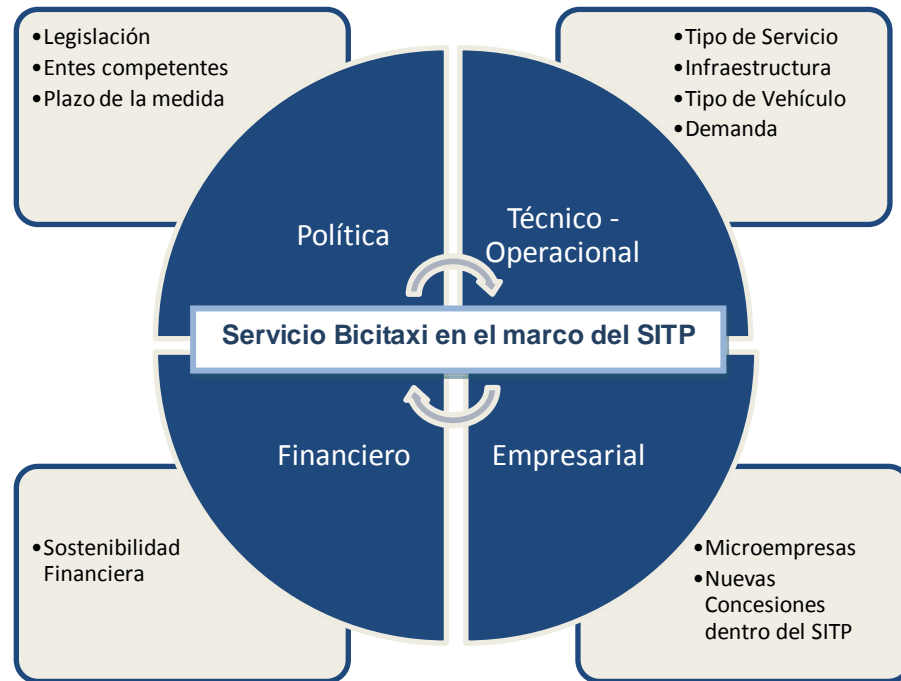 •Legislación
•Entes competentes
•Plazo de la medida
•Tipo de Servicio
•Infraestructura
•Tipo de Vehículo
•Demanda
Política
Técnico -
Operacional
Servicio Bicitaxi en el marco del SITP
Financiero
Empresarial
•Sostenibilidad
Financiera
•Microempresas
•Nuevas
Concesiones
dentro del SITP